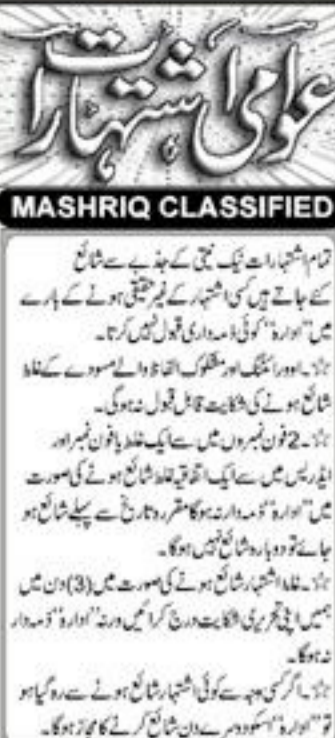 عوامی اشتہارات
MASHRIQ CLASSIFIED
تمام اشتہارات نیک نیتی کے جذبے سے شائع
کئے جاتے ہیں کسی اشتہار کے غیر حقیقی ہونے کے بارے
میں "ادارہ" کوئی ذمہ داری قبول نہیں کرتا۔
☆۔اوورائٹنگ اور مشکوک الفاظ والے مسودے کے غلط
شائع ہونے کی شکایت قابل قبول نہ ہوگی۔
☆۔2فون نمبروں میں سے ایک غلط یا فون نمبر اور
ایڈریس میں سے ایک اتفاقیہ غلط شائع ہونے کی صورت
میں "ادارہ" ذمہ دار نہ ہوگا مقررہ تاریخ سے پہلے شائع ہو
جائے تو دوبارہ شائع نہیں ہوگا۔
☆۔غلط اشتہار شائع ہونے کی صورت میں (3) دن میں
ہمیں اپنی تحریری شکایت درج کرائیں ورنہ "ادارہ" ذمہ دار
نہ ہوگا۔
☆۔اگر کسی وجہ سے کوئی اشتہار شائع ہونے سے رہ گیا ہو
تو "ادارہ" اسکو دوسرے دن شائع کرنے کا مجاز ہوگا۔